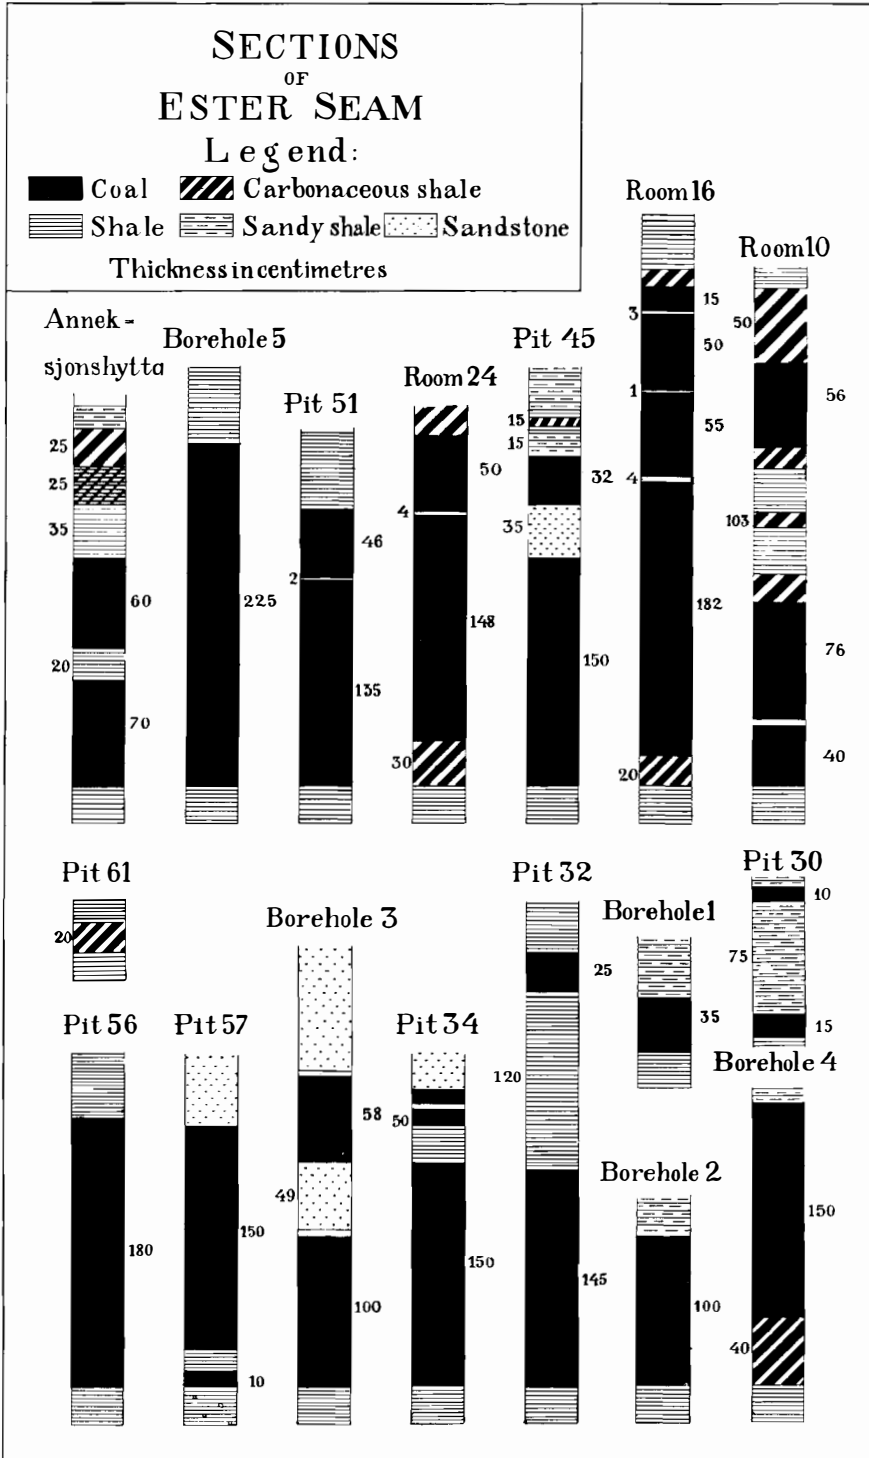 SECTIONS
OF
ESTER SEAM
Legend:
Coal Carbonaceous shale
Shale Sandy shale Sandstone
Thickness in centimetres
Annek-
sjonshytta
25
25
35
60
20
70
Borehole 5
225
Pit 51
46
2
135
Room 24
50
4
148
30
Pit 45
15
15
32
35
150
Room 16
15
3
50
1
55
4
182
20
Room 10
50
56
103
76
40
Pit 61
20
Borehole 3
58
49
100
Pit 32
25
120
145
Borehole 1
35
Pit 30
10
75
15
Pit 56
180
Pit 57
150
10
Pit 34
50
150
Borehole 2
100
Borehole 4
150
40